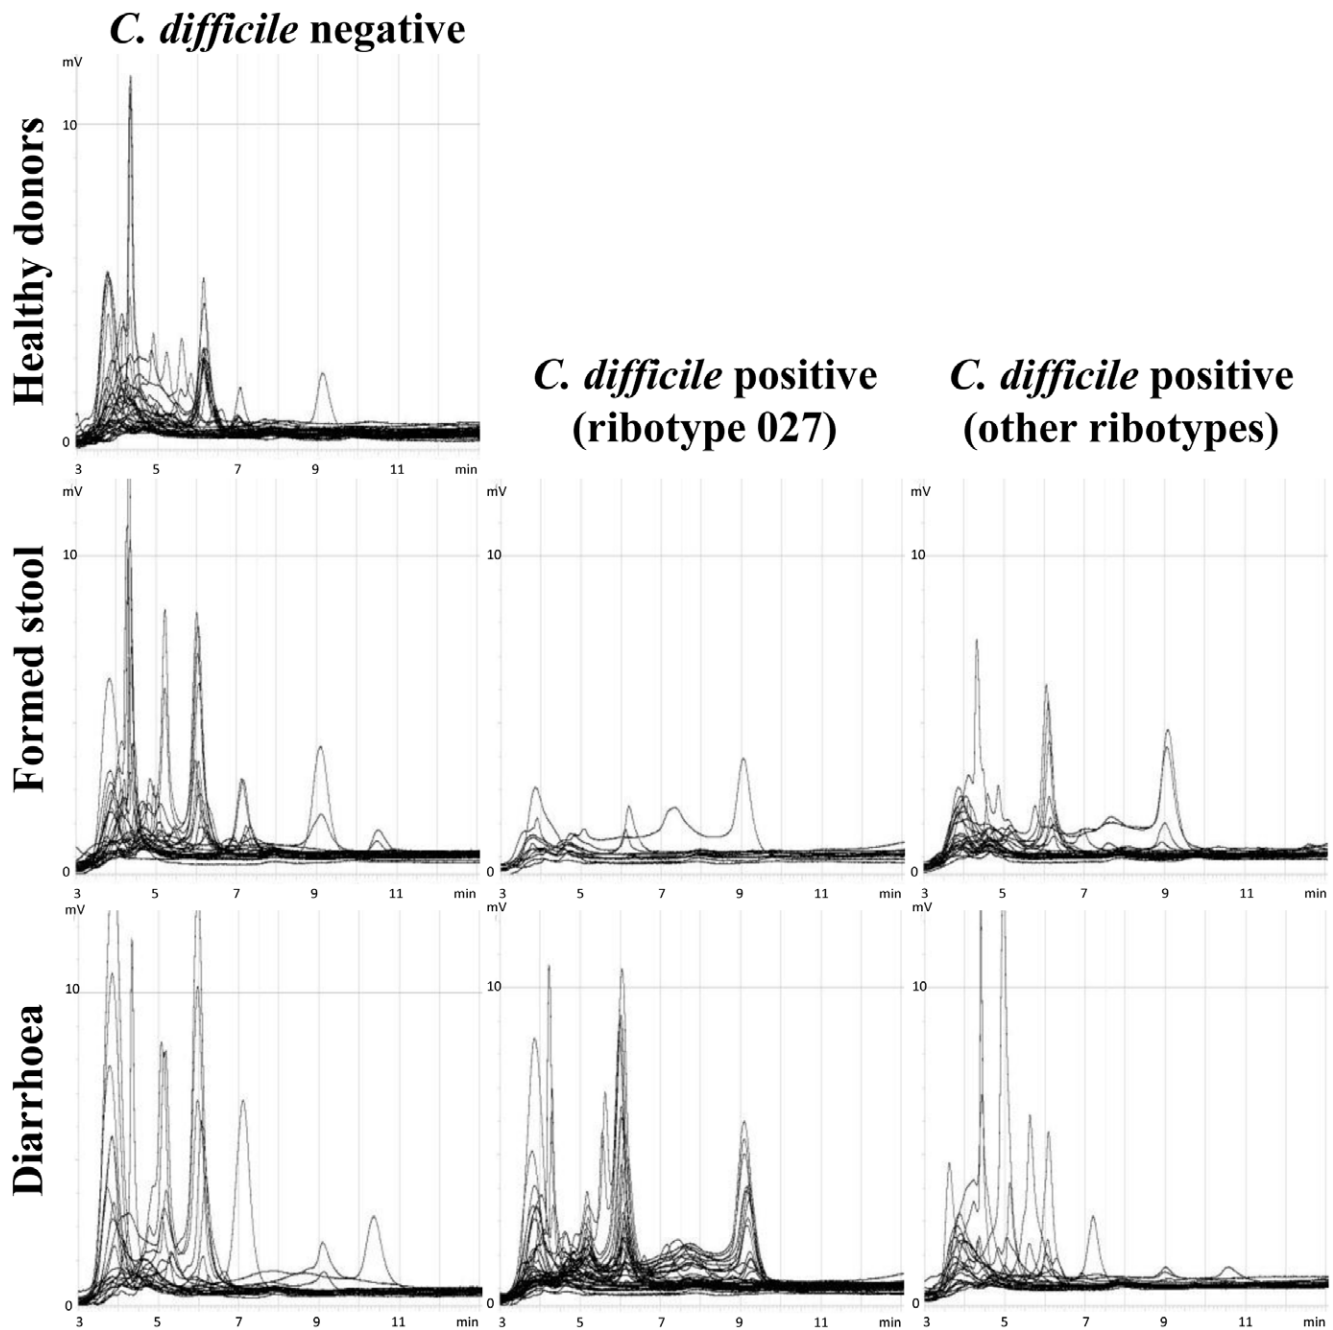 C. difficile negative
Healthy donors
mV
10
0
3 5 7 9 11 min
C. difficile positive
(ribotype 027)
C. difficile positive
(other ribotypes)
Formed stool
mV
10
0
3 5 7 9 11 min
mV
10
0
3 5 7 9 11 min
mV
10
0
3 5 7 9 11 min
Diarrhoea
mV
10
0
3 5 7 9 11 min
mV
10
0
3 5 7 9 11 min
mV
10
0
3 5 7 9 11 min